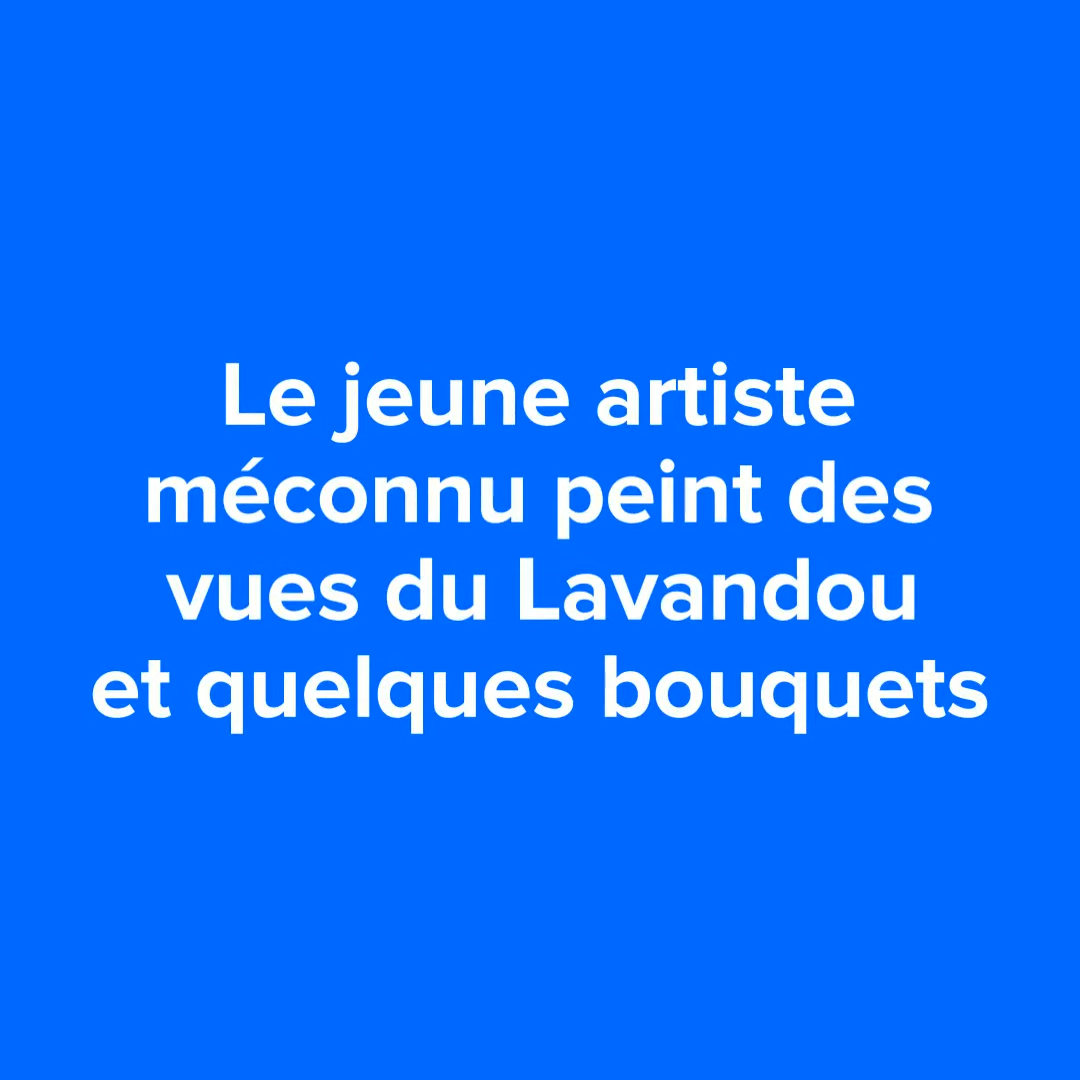 Le jeune artiste
méconnu peint des
vues du Lavandou
et quelques bouquets